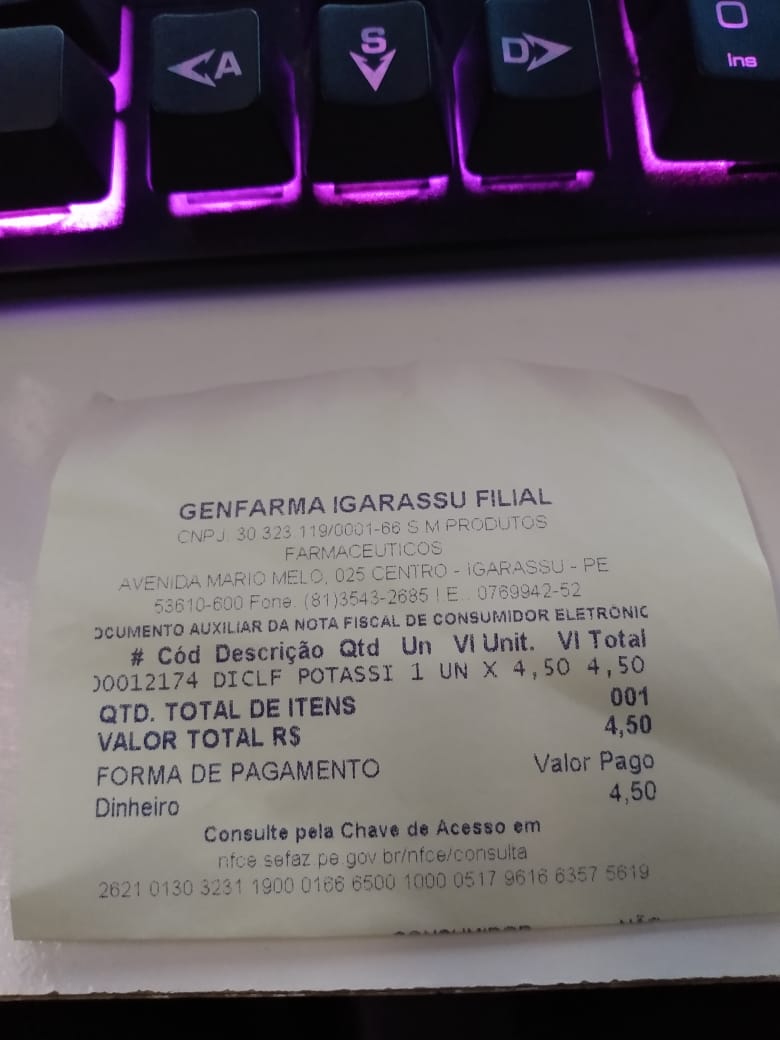 A
S
D
0
ins
GENFARMA IGARASSU FILIAL
CNPJ. 30 323 119/0001-66 S M PRODUTOS
FARMACEUTICOS
AVENIDA MARIO MELO, 025 CENTRO - IGARASSU - PE
53610-600 Fone. (81)3543-2685 I E.. 0769942-52
OCUMENTO AUXILIAR DA NOTA FISCAL DE CONSUMIDOR ELETRONIC
# Cód Descrição Qtd Un Vl Unit. Vl Total
00012174 DICLF POTASSI 1 UN X 4,50 4,50
QTD. TOTAL DE ITENS 001
VALOR TOTAL R$ 4,50
FORMA DE PAGAMENTO Valor Pago
Dinheiro 4,50
Consulte pela Chave de Acesso em
nfce sefaz pe gov br/nfce/consulta
2621 0130 3231 1900 0166 6500 1000 0517 9616 6357 5619